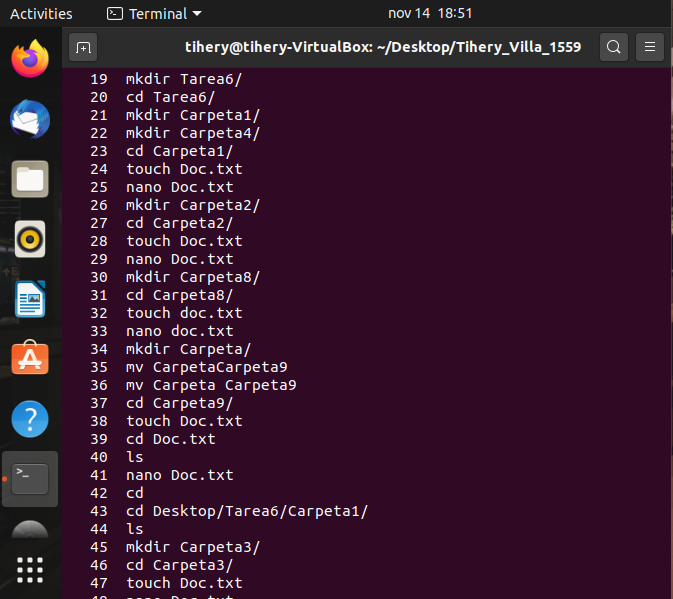 Activities Terminal nov 14 18:51
tihery@tihery-VirtualBox: ~/Desktop/Tihery_Villa_1559
19 mkdir Tarea6/
20 cd Tarea6/
21 mkdir Carpeta1/
22 mkdir Carpeta4/
23 cd Carpeta1/
24 touch Doc.txt
25 nano Doc.txt
26 mkdir Carpeta2/
27 cd Carpeta2/
28 touch Doc.txt
29 nano Doc.txt
30 mkdir Carpeta8/
31 cd Carpeta8/
32 touch doc.txt
33 nano doc.txt
34 mkdir Carpeta/
35 mv CarpetaCarpeta9
36 mv Carpeta Carpeta9
37 cd Carpeta9/
38 touch Doc.txt
39 cd Doc.txt
40 ls
41 nano Doc.txt
42 cd
43 cd Desktop/Tarea6/Carpeta1/
44 ls
45 mkdir Carpeta3/
46 cd Carpeta3/
47 touch Doc.txt
48 nano Doc.txt